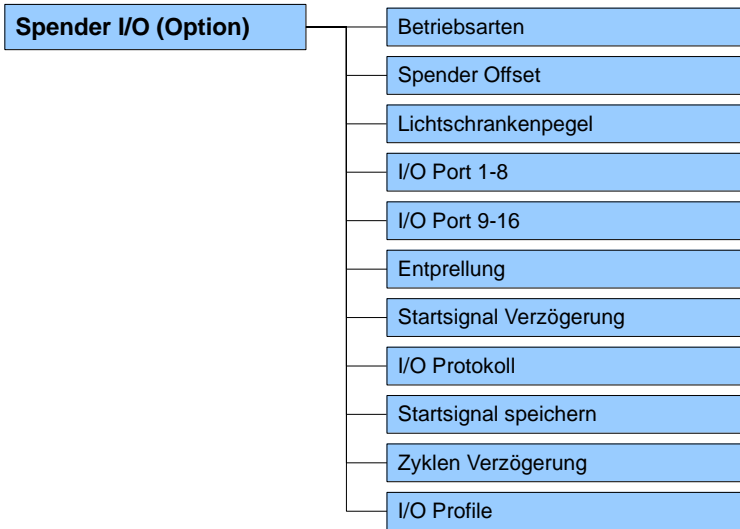 Spender I/O (Option)
Betriebsarten
Spender Offset
Lichtschrankenpegel
I/O Port 1-8
I/O Port 9-16
Entprellung
Startsignal Verzögerung
I/O Protokoll
Startsignal speichern
Zyklen Verzögerung
I/O Profile